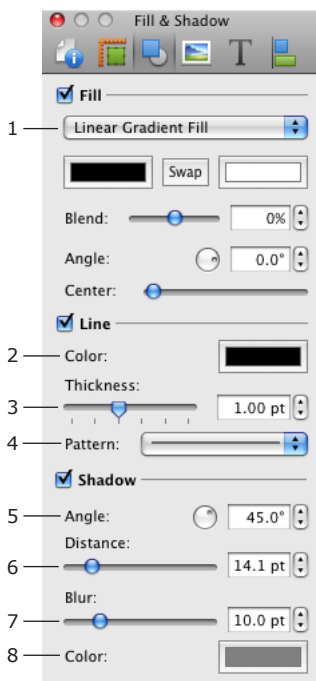 Fill & Shadow
T
Fill
1 Linear Gradient Fill
Swap
Blend: 0%
Angle: 0.0°
Center:
Line
2 Color:
Thickness:
3 1.00 pt
4 Pattern:
Shadow
5 Angle: 45.0°
Distance:
6 14.1 pt
Blur:
7 10.0 pt
8 Color: